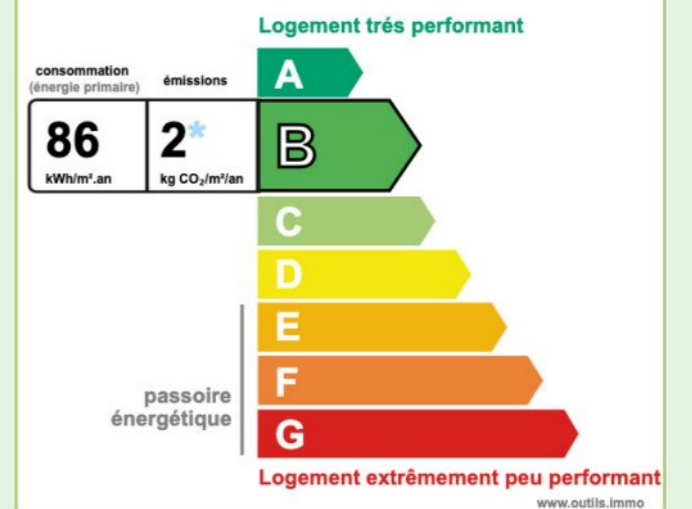 Logement trés performant
consommation
(énergie primaire)
émissions
A
86
kWh/m².an
2*
kg CO₂/m²/an
B
C
D
E
F
passoire
énergétique
G
Logement extrêmement peu performant
www.outils.immo